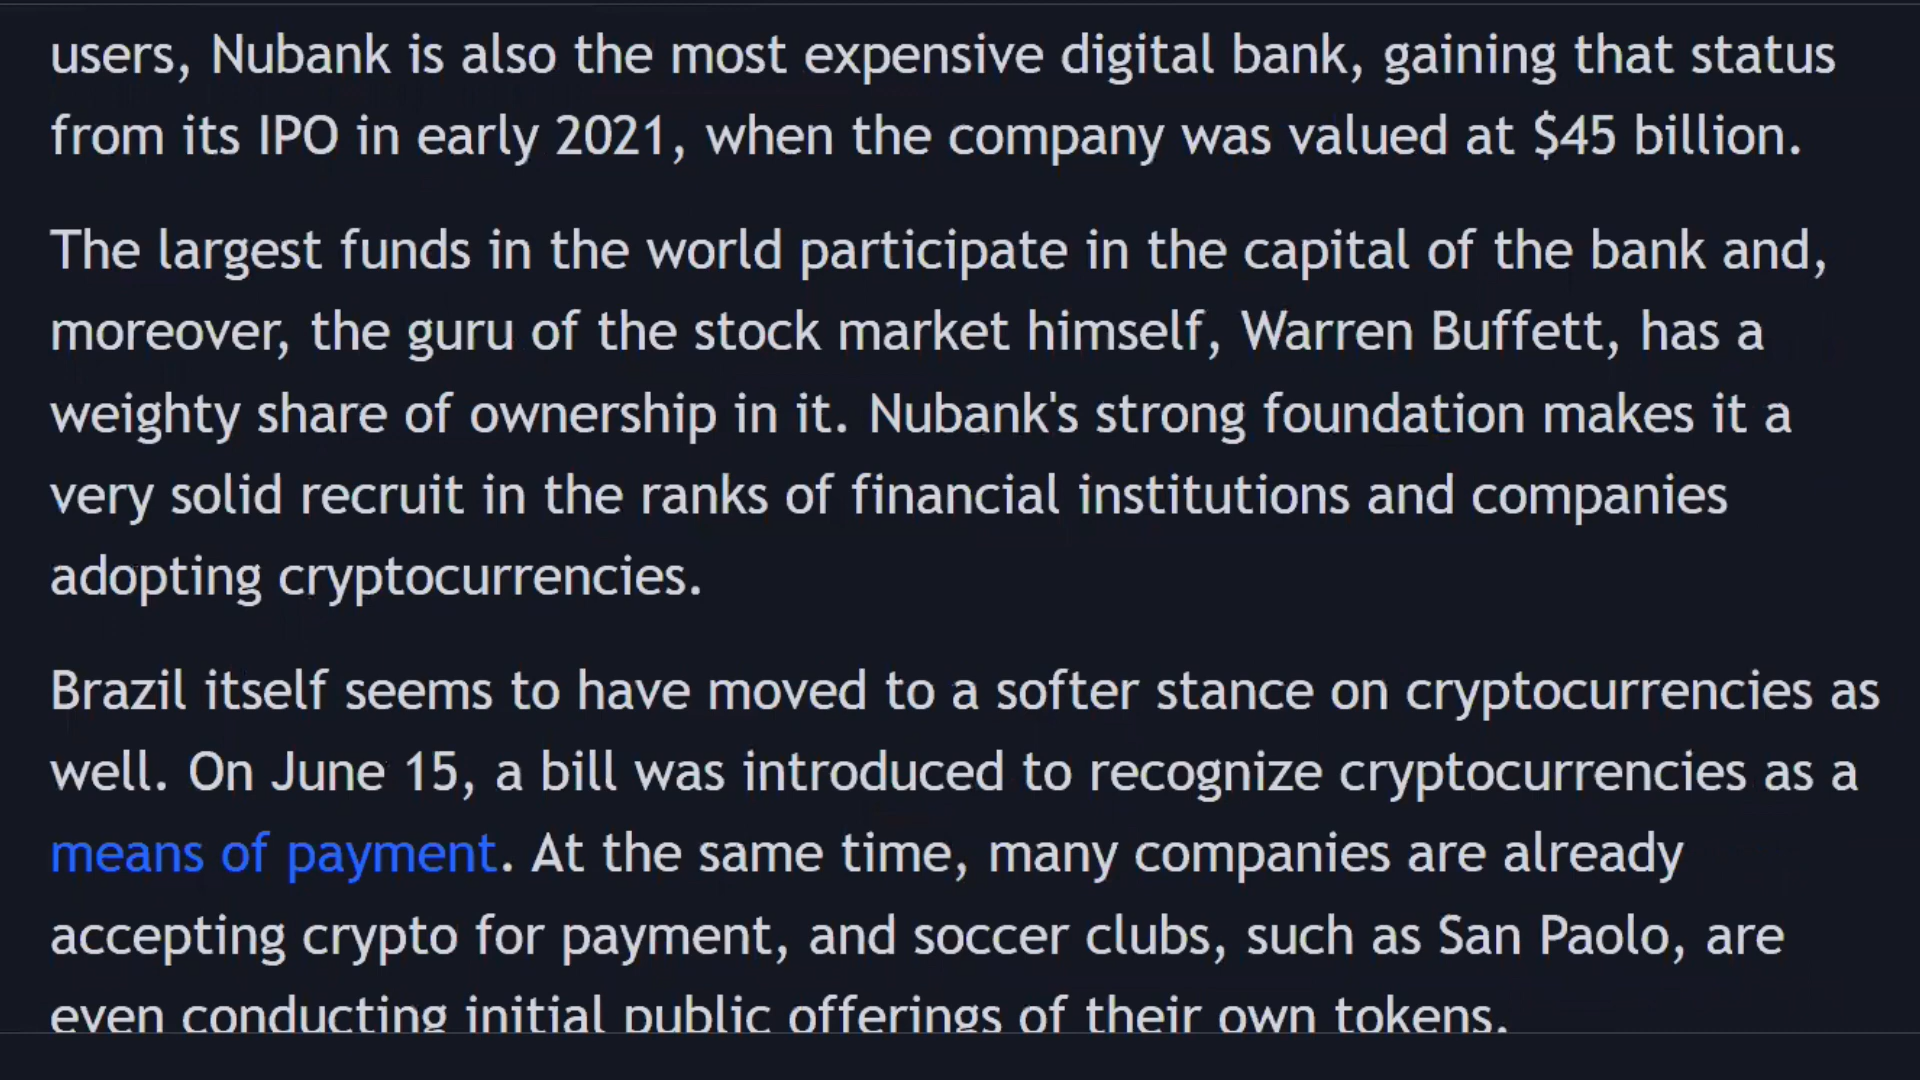 users, Nubank is also the most expensive digital bank, gaining that status
from its IPO in early 2021, when the company was valued at $45 billion.
The largest funds in the world participate in the capital of the bank and,
moreover, the guru of the stock market himself, Warren Buffett, has a
weighty share of ownership in it. Nubank's strong foundation makes it a
very solid recruit in the ranks of financial institutions and companies
adopting cryptocurrencies.
Brazil itself seems to have moved to a softer stance on cryptocurrencies as
well. On June 15, a bill was introduced to recognize cryptocurrencies as a
means of payment. At the same time, many companies are already
accepting crypto for payment, and soccer clubs, such as San Paolo, are
even conducting initial public offerings of their own tokens.